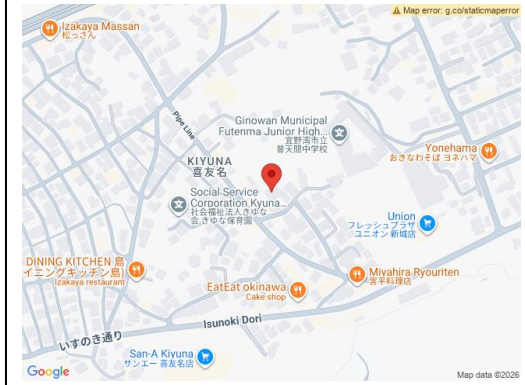 Map error: g.co/staticmaperror
Izakaya Massan
松っさん
Pipe Line
Ginowan Municipal
Futenma Junior High...
宜野湾市立
普天間中学校
Yonehama
おきなわそば ヨネハマ
KIYUNA
喜友名
Social Service
Corporation Kyuna...
社会福祉法人きゆな
会 きゆな保育園
Union
フレッシュプラザ
ユニオン 新城店
DINING KITCHEN 島
イニングキッチン島)
Izakaya restaurant
Miyahira Ryouriten
宮平料理店
EatEat okinawa
Cake shop
Isunoki Dori
いすのき通り
San-A Kiyuna
サンエー 喜友名店
Google
Map data ©2026